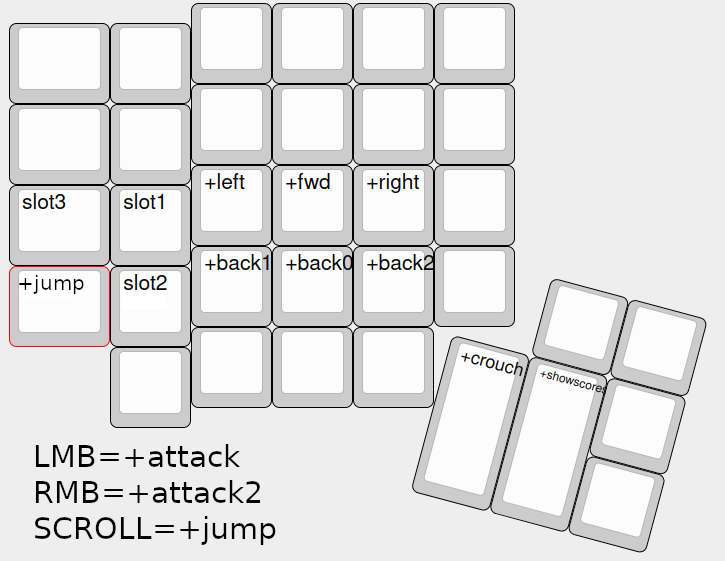 +left
+fwd
+right
slot3
slot1
+back1
+back0
+back2
+jump
slot2
+crouch
+showscores
LMB=+attack
RMB=+attack2
SCROLL=+jump